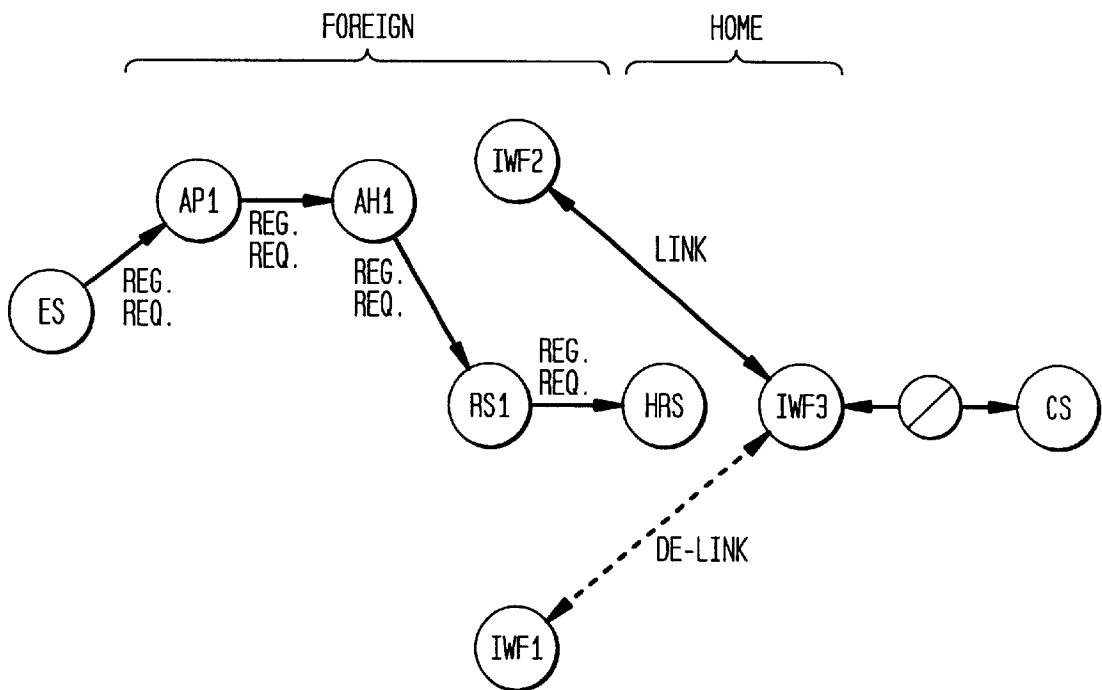 FOREIGN
HOME
IWF2
AP1
AH1
REG.
REQ.
LINK
REG.
REQ.
REG.
REQ.
ES
REG.
REQ.
RS1
HRS
IWF3
CS
DE-LINK
IWF1